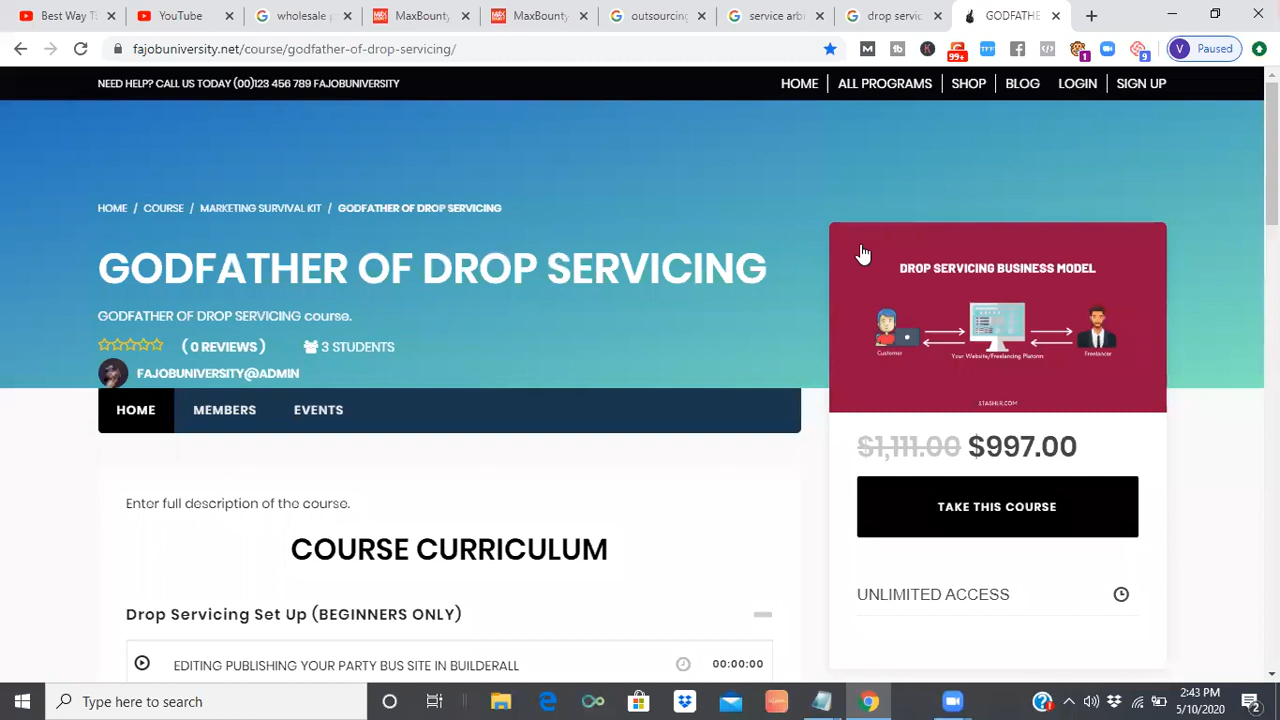 Best Way T
YouTube
wholesale p
MaxBounty
MaxBounty
outsourcing
service arb
drop servic
GODFATHE
fajobuniversity.net/course/godfather-of-drop-servicing/
99+
TFF
1
9
V Paused
NEED HELP? CALL US TODAY (00)123 456 789 FAJOBUNIVERSITY
HOME
ALL PROGRAMS
SHOP
BLOG
LOGIN
SIGN UP
HOME / COURSE / MARKETING SURVIVAL KIT / GODFATHER OF DROP SERVICING
GODFATHER OF DROP SERVICING
GODFATHER OF DROP SERVICING course.
( 0 REVIEWS )
3 STUDENTS
FAJOBUNIVERSITY@ADMIN
DROP SERVICING BUSINESS MODEL
Customer
Your Website/Freelancing Platform
Freelancer
HOME
MEMBERS
EVENTS
$1,111.00 $997.00
TAKE THIS COURSE
UNLIMITED ACCESS
Enter full description of the course.
COURSE CURRICULUM
Drop Servicing Set Up (BEGINNERS ONLY)
EDITING PUBLISHING YOUR PARTY BUS SITE IN BUILDERALL
00:00:00
Type here to search
2:43 PM
5/10/2020
2